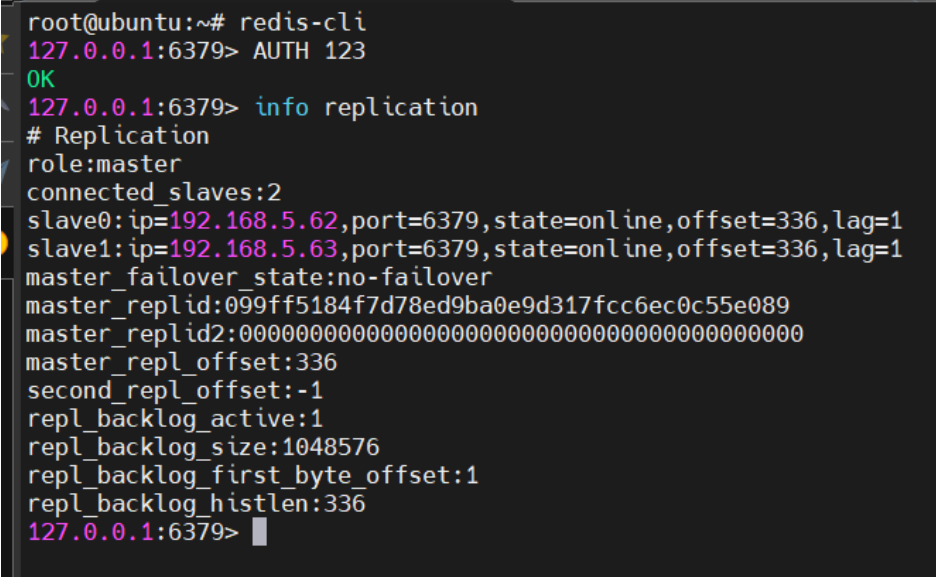 root@ubuntu:~# redis-cli
127.0.0.1:6379> AUTH 123
OK
127.0.0.1:6379> info replication
# Replication
role:master
connected_slaves:2
slave0:ip=192.168.5.62,port=6379,state=online,offset=336,lag=1
slave1:ip=192.168.5.63,port=6379,state=online,offset=336,lag=1
master_failover_state:no-failover
master_replid:099ff5184f7d78ed9ba0e9d317fcc6ec0c55e089
master_replid2:0000000000000000000000000000000000000000
master_repl_offset:336
second_repl_offset:-1
repl_backlog_active:1
repl_backlog_size:1048576
repl_backlog_first_byte_offset:1
repl_backlog_histlen:336
127.0.0.1:6379>